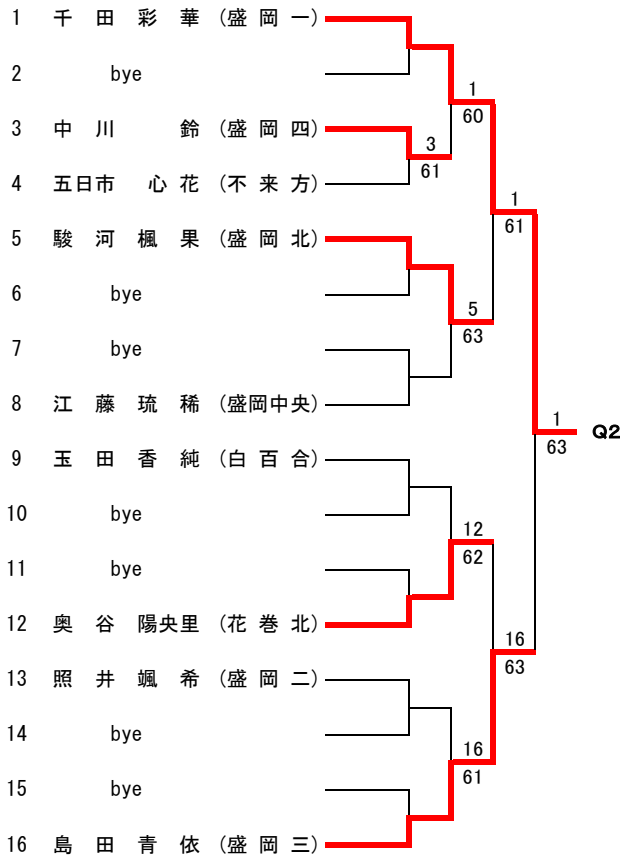 1 千田彩華 (盛岡一)
2 bye
1
60
3 中川 鈴 (盛岡四)
3
61
4 五日市 心花 (不来方)
1
61
5 駿河楓果 (盛岡北)
6 bye
5
63
7 bye
8 江藤琉稀 (盛岡中央)
1
63
Q2
9 玉田香純 (白百合)
10 bye
12
62
11 bye
12 奥谷 陽央里 (花巻北)
16
63
13 照井颯希 (盛岡二)
14 bye
16
61
15 bye
16 島田青依 (盛岡三)